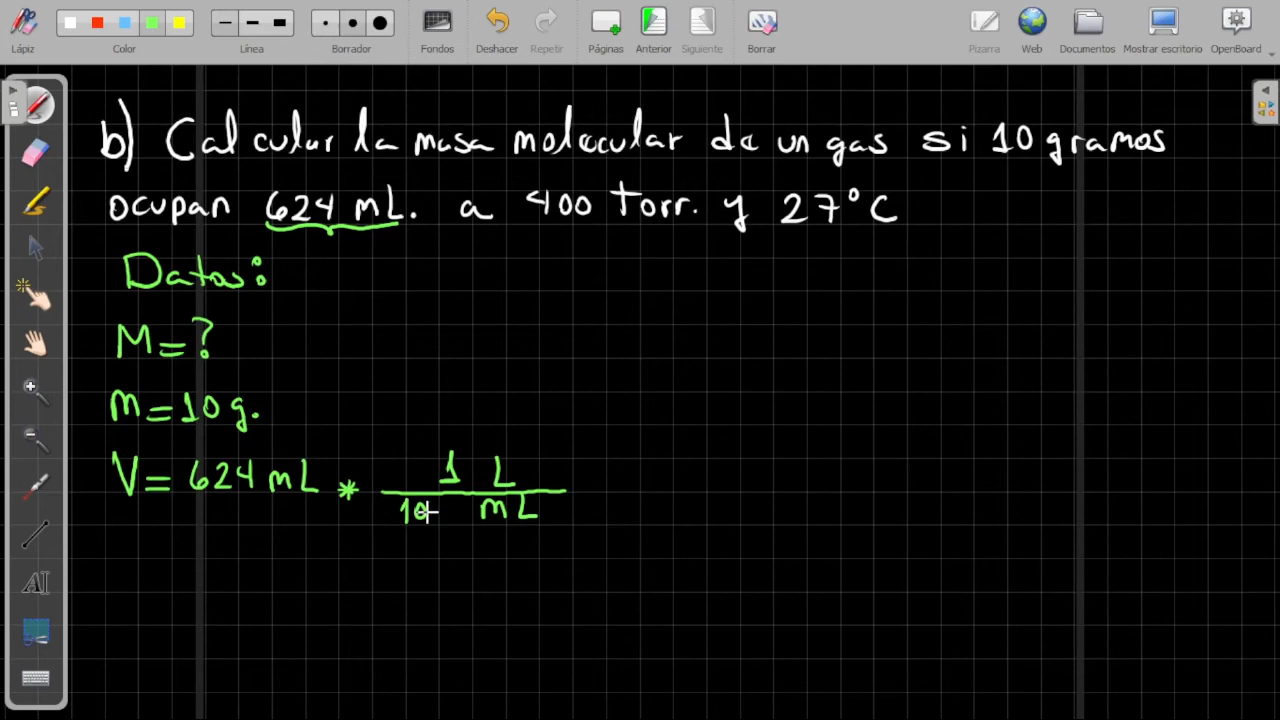 Lápiz Color Línea Borrador Fondos Deshacer Repetir Páginas Anterior Siguiente Borrar Pizarra Web Documentos Mostrar escritorio OpenBoard
b) Calcular la masa molecular de un gas si 10 gramos
ocupan 624 mL. a 400 Torr. y 27°C
Datos:
M = ?
m = 10 g.
V = 624 mL * 1 L
10 mL
AI